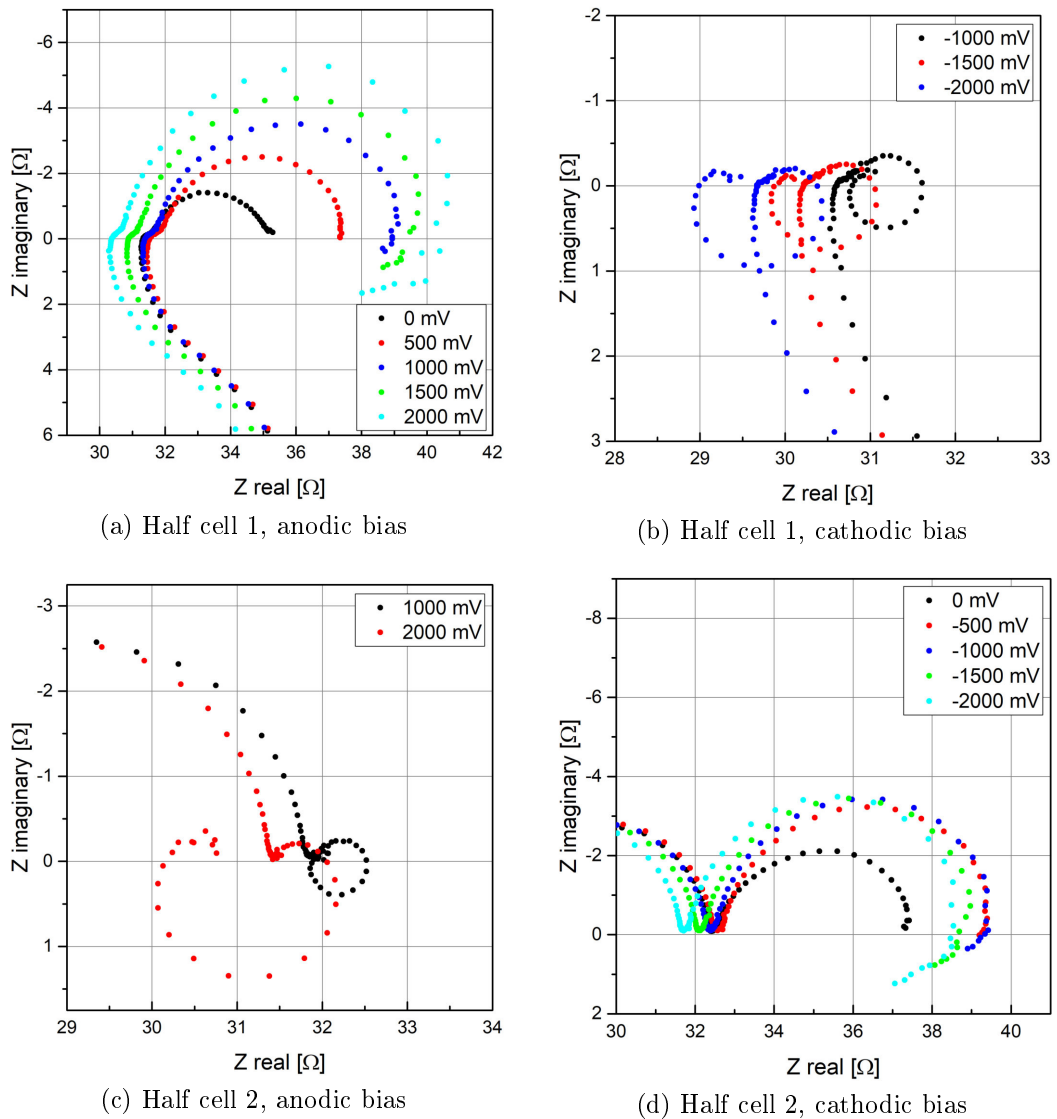 -6
-4
-2
0
2
4
6
30
32
34
36
38
40
42
Z imaginary [Ω]
Z real [Ω]
0 mV
500 mV
1000 mV
1500 mV
2000 mV
(a) Half cell 1, anodic bias
-2
-1
0
1
2
3
28
29
30
31
32
33
Z imaginary [Ω]
Z real [Ω]
-1000 mV
-1500 mV
-2000 mV
(b) Half cell 1, cathodic bias
-3
-2
-1
0
1
29
30
31
32
33
34
Z imaginary [Ω]
Z real [Ω]
1000 mV
2000 mV
(c) Half cell 2, anodic bias
-8
-6
-4
-2
0
2
30
32
34
36
38
40
Z imaginary [Ω]
Z real [Ω]
0 mV
-500 mV
-1000 mV
-1500 mV
-2000 mV
(d) Half cell 2, cathodic bias